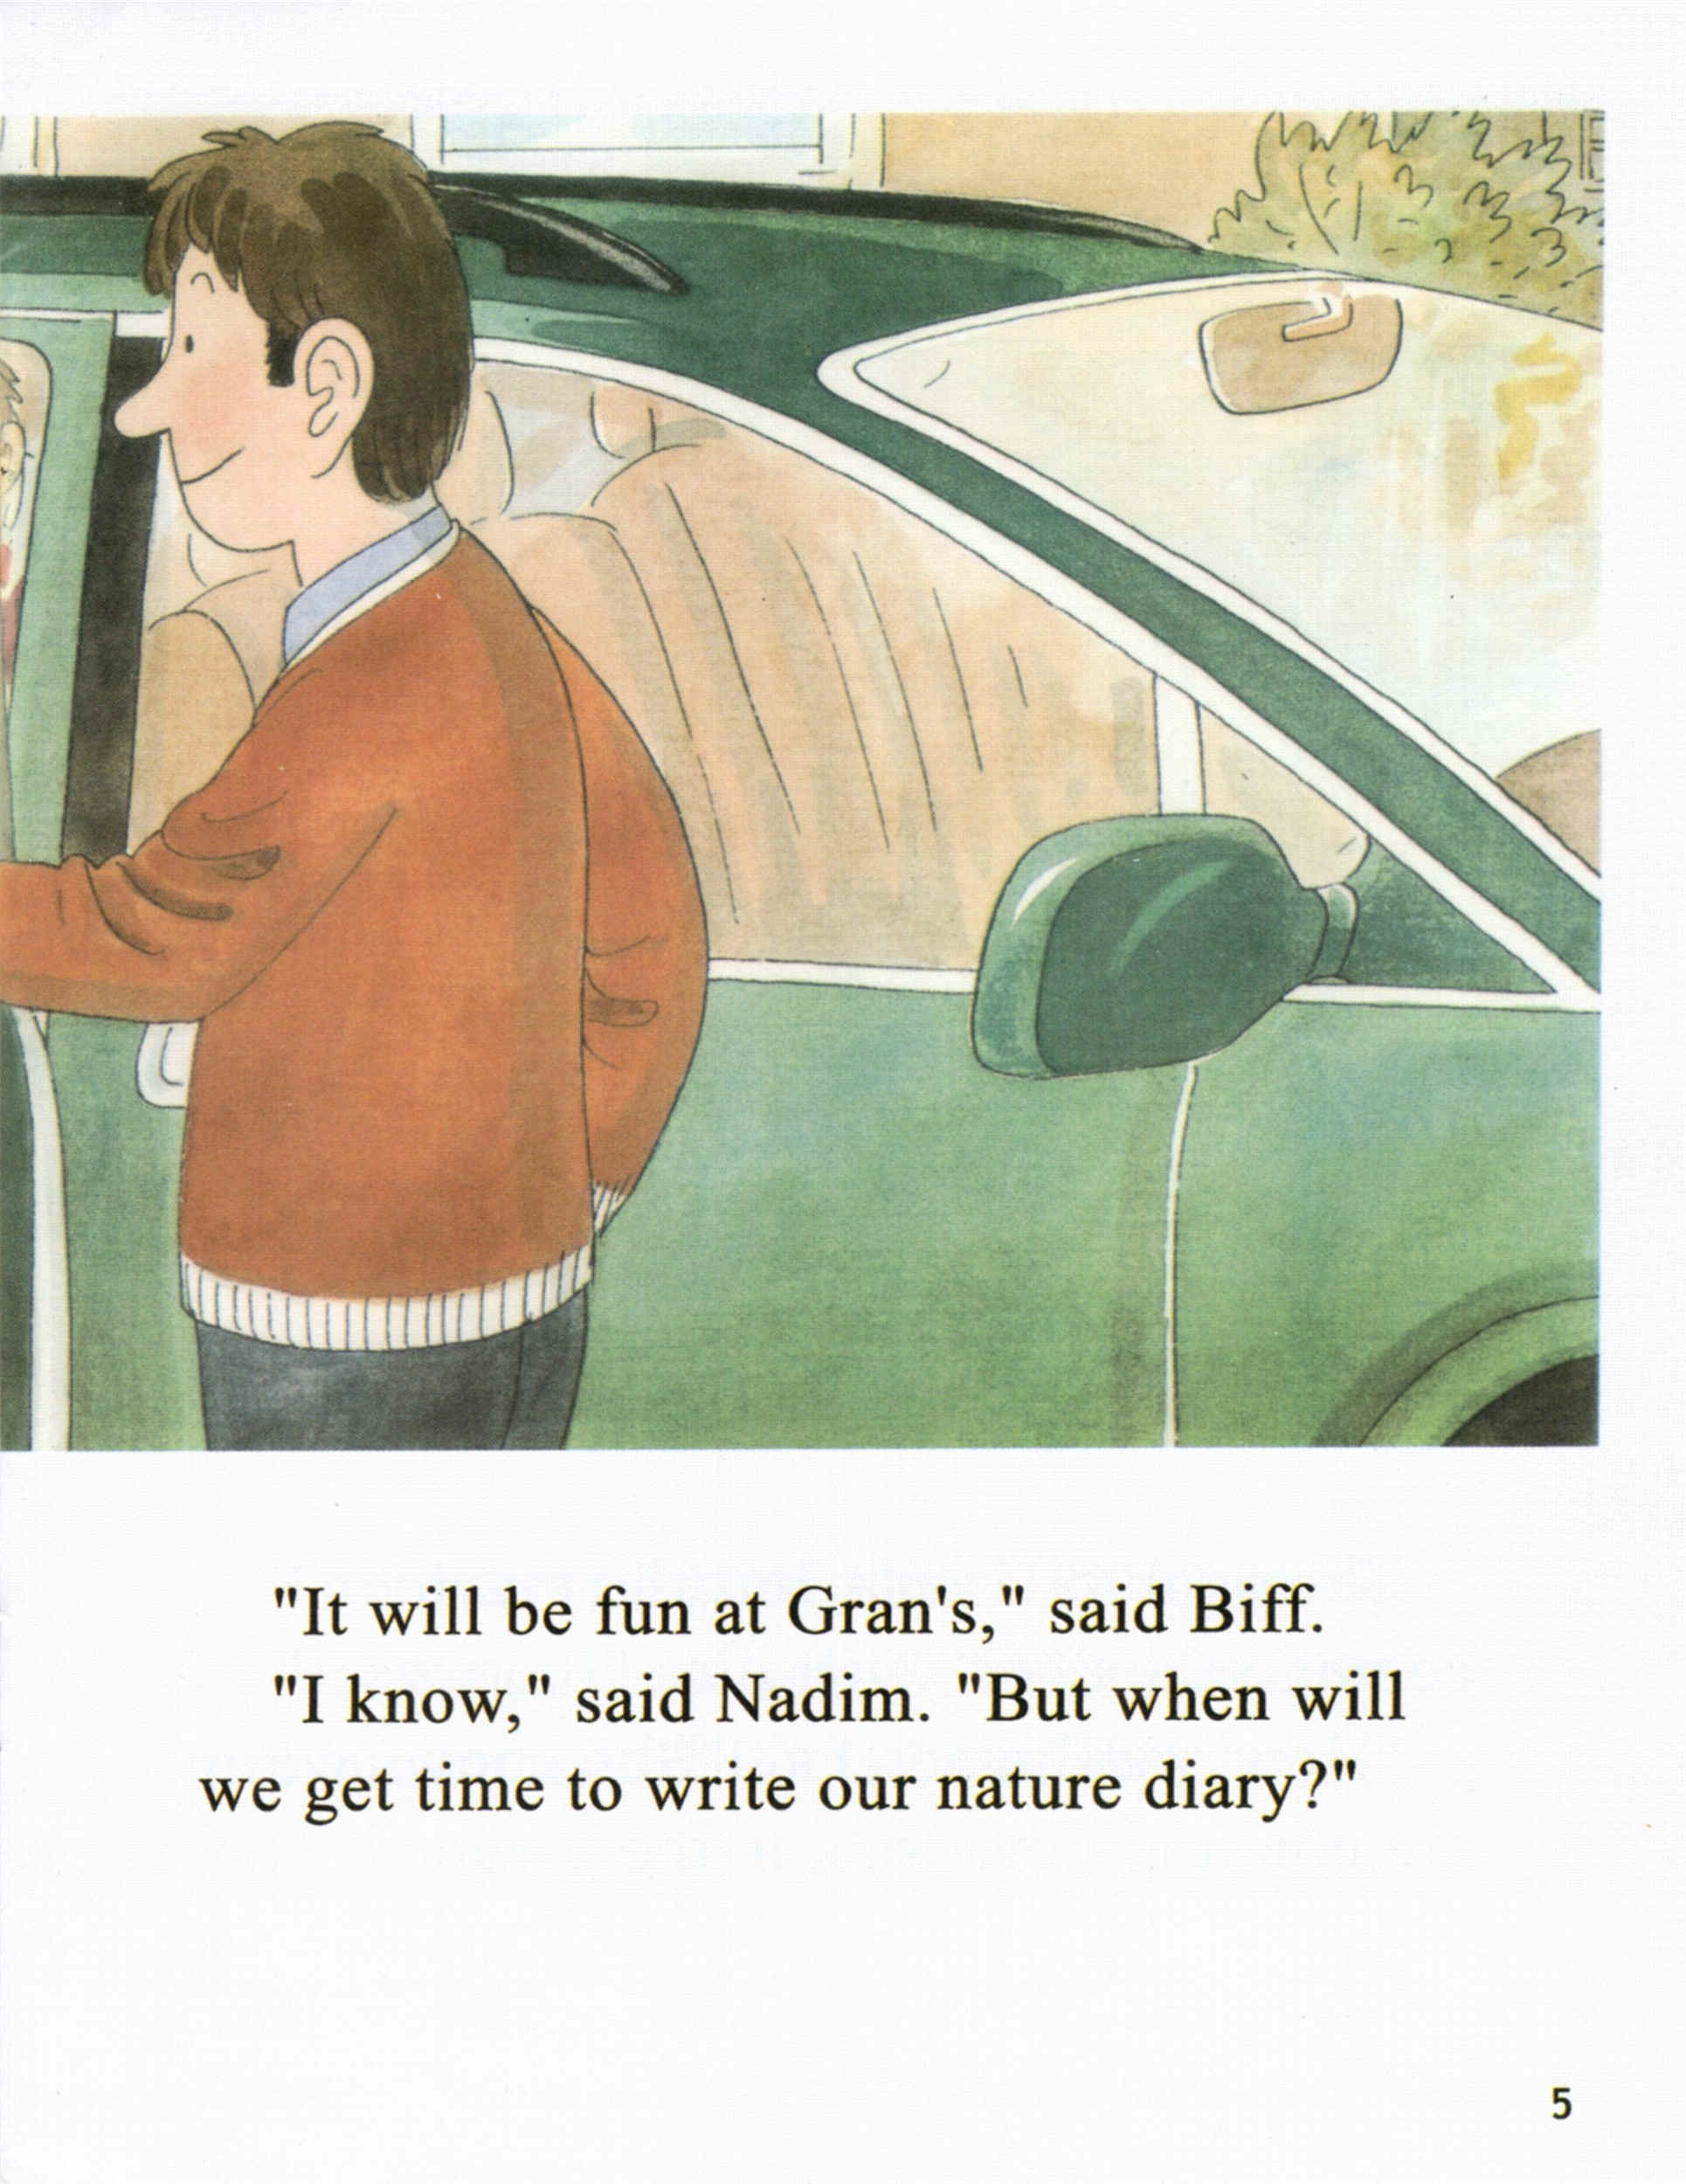 "It will be fun at Gran's," said Biff.
"I know," said Nadim. "But when will
we get time to write our nature diary?"
5